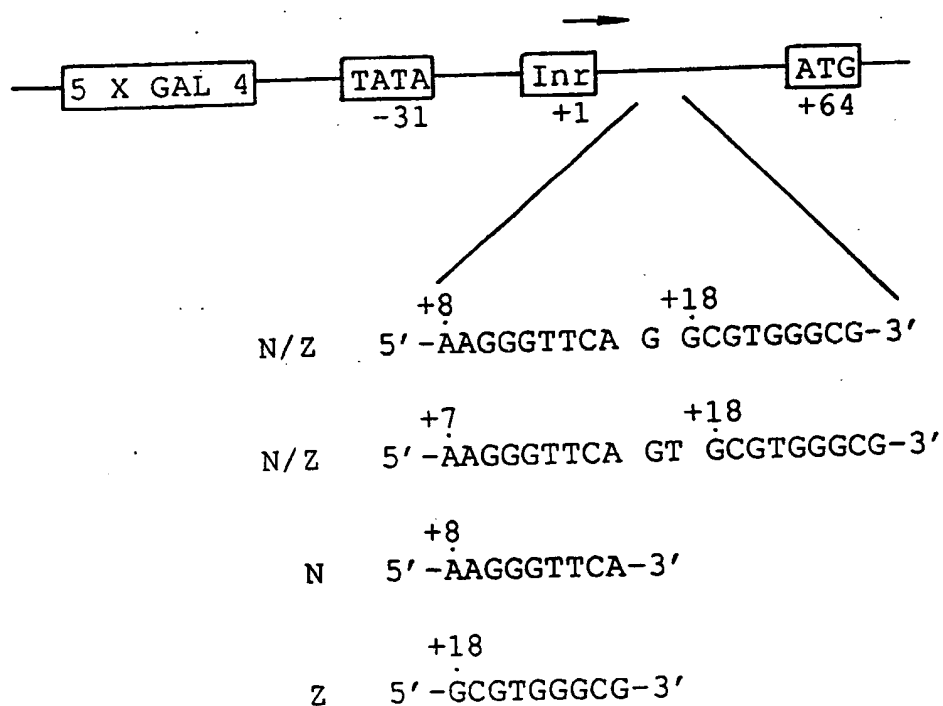 5 X GAL 4 TATA Inr ATG
-31 +1 +64
+8 +18
N/Z 5'-AAGGGTTCA G GCGTGGGCG-3'
+7 +18
N/Z 5'-AAGGGTTCA GT GCGTGGGCG-3'
+8
N 5'-AAGGGTTCA-3'
+18
Z 5'-GCGTGGGCG-3'